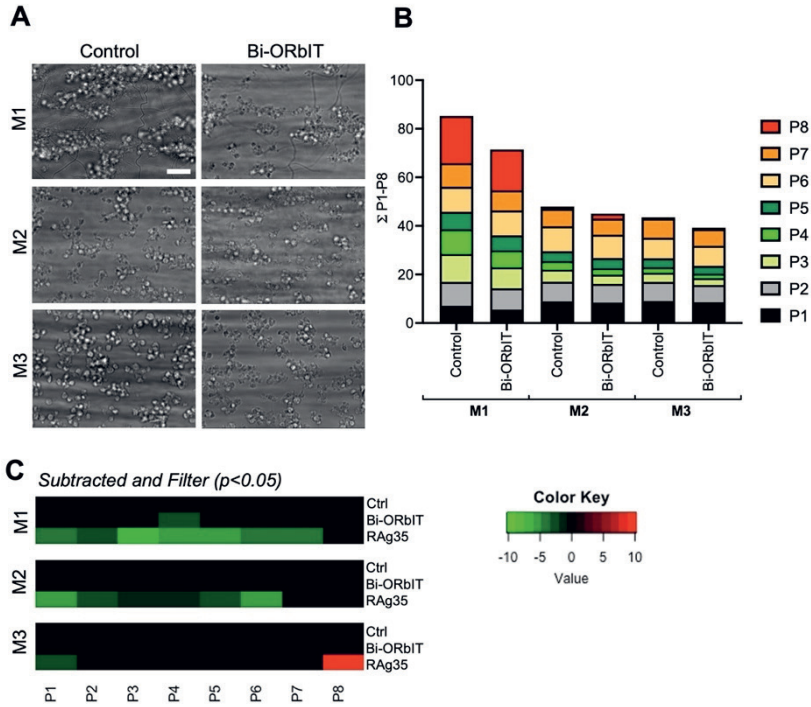 A
Control
Bi-ORbIT
M1
M2
M3
B
Σ P1-P8
100
80
60
40
20
0
Control
Bi-ORbIT
Control
Bi-ORbIT
Control
Bi-ORbIT
M1
M2
M3
P8
P7
P6
P5
P4
P3
P2
P1
C
Subtracted and Filter (p<0.05)
M1
Ctrl
Bi-ORbIT
RAg35
M2
Ctrl
Bi-ORbIT
RAg35
M3
Ctrl
Bi-ORbIT
RAg35
P1
P2
P3
P4
P5
P6
P7
P8
Color Key
-10
-5
0
5
10
Value